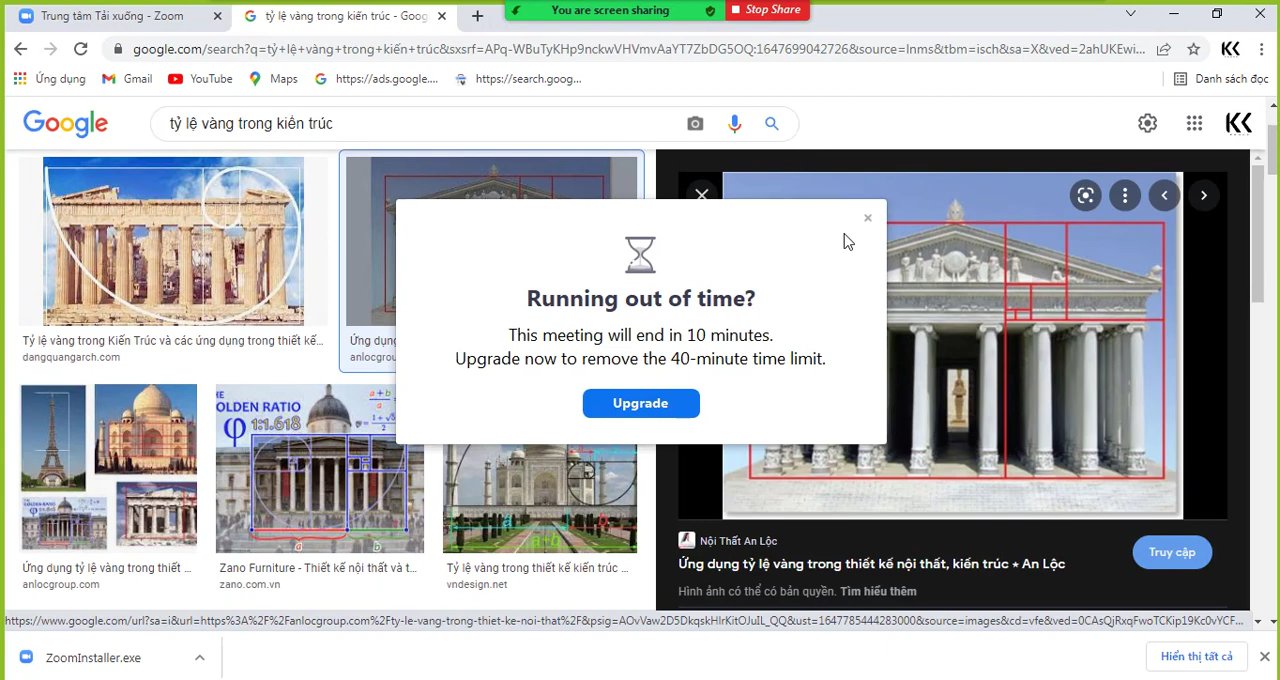 You are screen sharing
Stop Share
Trung tâm Tải xuống - Zoom
tỷ lệ vàng trong kiến trúc - Goog
google.com/search?q=tỷ+lệ+vàng+trong+kiến+trúc&sxsrf=APq-WBuTyKHp9nckwVHVmvAaYT7ZbDG5OQ:1647699042726&source=lnms&tbm=isch&sa=X&ved=2ahUKEwi...
KK
Ứng dụng
Gmail
YouTube
Maps
https://ads.google....
https://search.goog...
Danh sách đọc
Google
tỷ lệ vàng trong kiến trúc
KK
Running out of time?
This meeting will end in 10 minutes.
Upgrade now to remove the 40-minute time limit.
Upgrade
Tỷ lệ vàng trong Kiến Trúc và các ứng dụng trong thiết kế...
dangquangarch.com
Ứng dụn
anlocgrou
GOLDEN RATIO
φ 1:1.618
a+b
a
a
b
a
b
a+b
Ứng dụng tỷ lệ vàng trong thiết ...
anlocgroup.com
Zano Furniture - Thiết kế nội thất và t...
zano.com.vn
Tỷ lệ vàng trong thiết kế kiến trúc ...
vndesign.net
Nội Thất An Lộc
Ứng dụng tỷ lệ vàng trong thiết kế nội thất, kiến trúc ⋆ An Lộc
Truy cập
Hình ảnh có thể có bản quyền. Tìm hiểu thêm
https://www.google.com/url?sa=i&url=https%3A%2F%2Fanlocgroup.com%2Fty-le-vang-trong-thiet-ke-noi-that%2F&psig=AOvVaw2D5DkqskHlrKitOJuIL_QQ&ust=1647785444283000&source=images&cd=vfe&ved=0CAsQjRxqFwoTCKip19Kc0vYCF...
ZoomInstaller.exe
Hiển thị tất cả